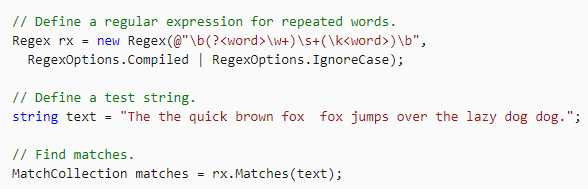 // Define a regular expression for repeated words.
Regex rx = new Regex(@"\b(?<word>\w+)\s+(\k<word>)\b",
  RegexOptions.Compiled | RegexOptions.IgnoreCase);

// Define a test string.
string text = "The the quick brown fox  fox jumps over the lazy dog dog.";

// Find matches.
MatchCollection matches = rx.Matches(text);